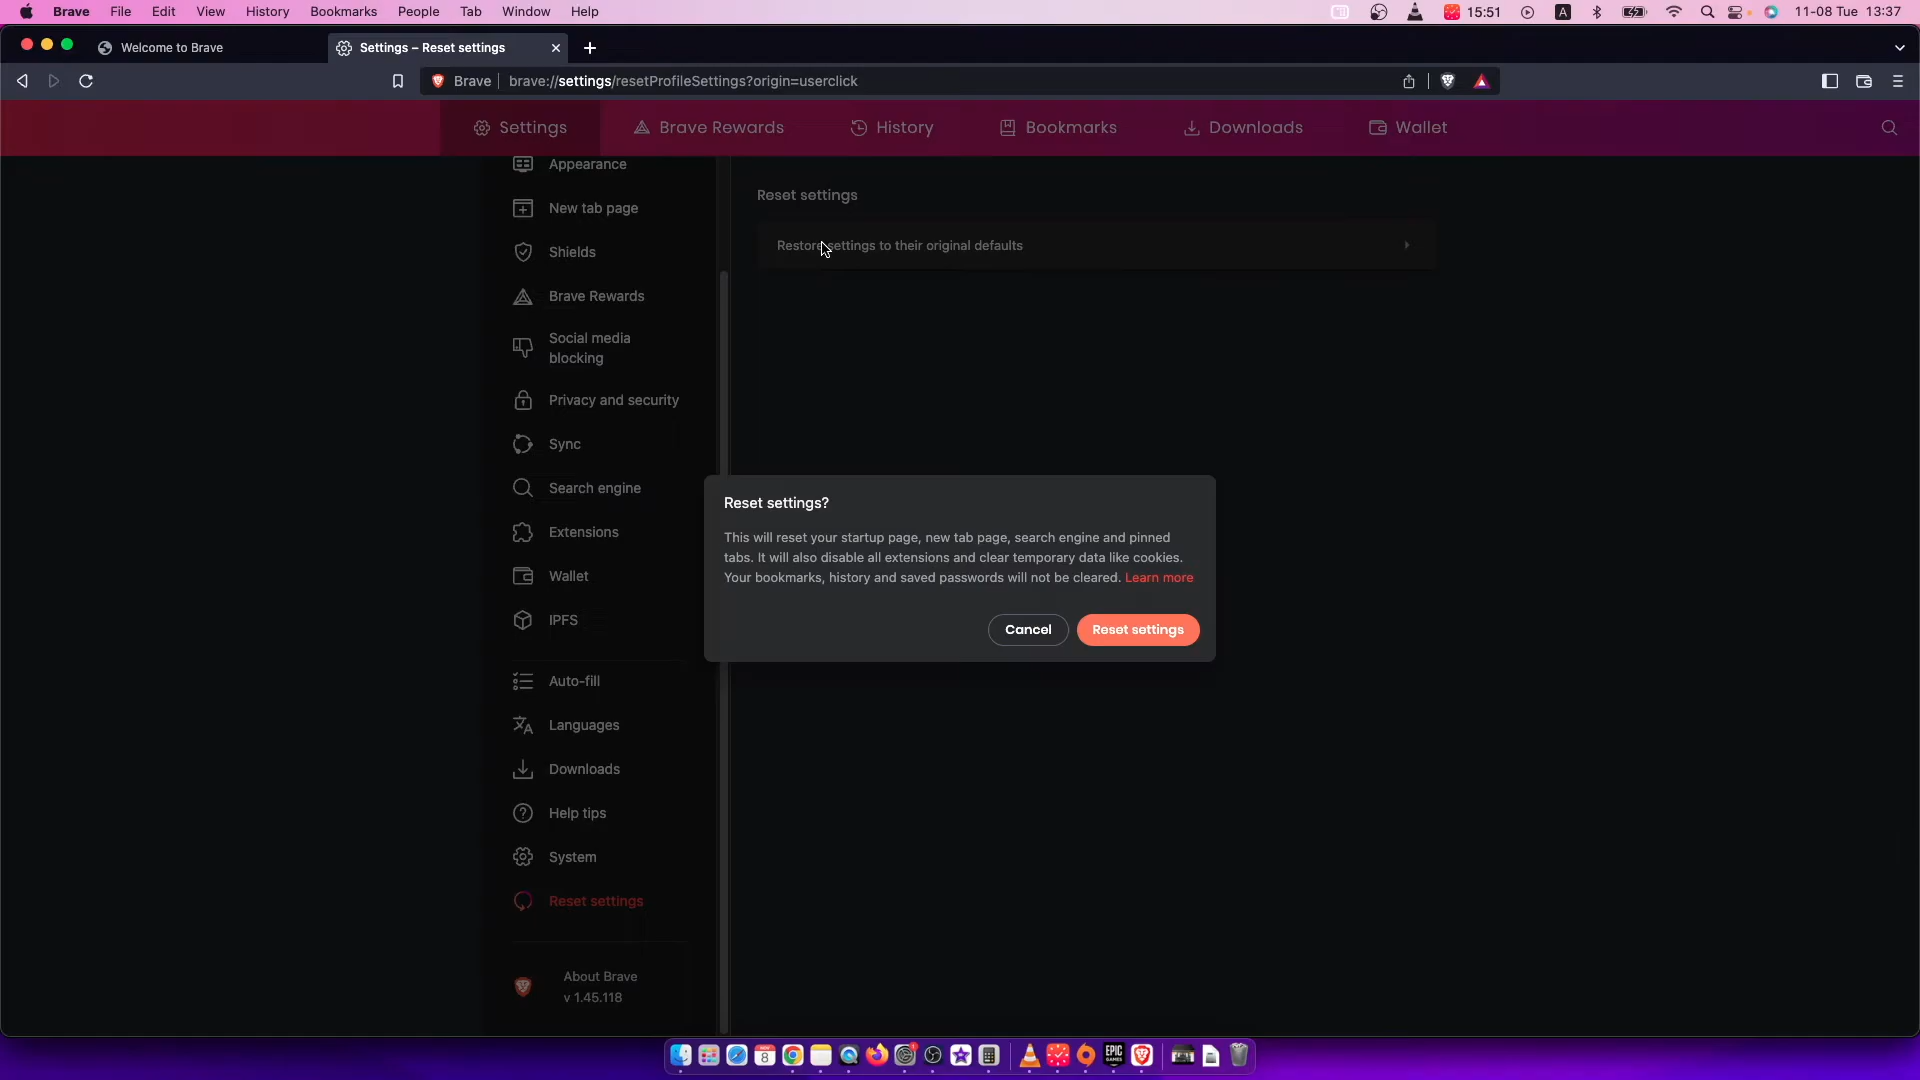 Brave File Edit View History Bookmarks People Tab Window Help 15:51 A 11-08 Tue 13:37
Welcome to Brave Settings – Reset settings
Brave brave://settings/resetProfileSettings?origin=userclick
Settings Brave Rewards History Bookmarks Downloads Wallet
Appearance
New tab page
Shields
Brave Rewards
Social media
blocking
Privacy and security
Sync
Search engine
Extensions
Wallet
IPFS
Auto-fill
Languages
Downloads
Help tips
System
Reset settings
About Brave
v 1.45.118
Reset settings
Restore settings to their original defaults
Reset settings?
This will reset your startup page, new tab page, search engine and pinned
tabs. It will also disable all extensions and clear temporary data like cookies.
Your bookmarks, history and saved passwords will not be cleared. Learn more
Cancel Reset settings
8 1 EPIC